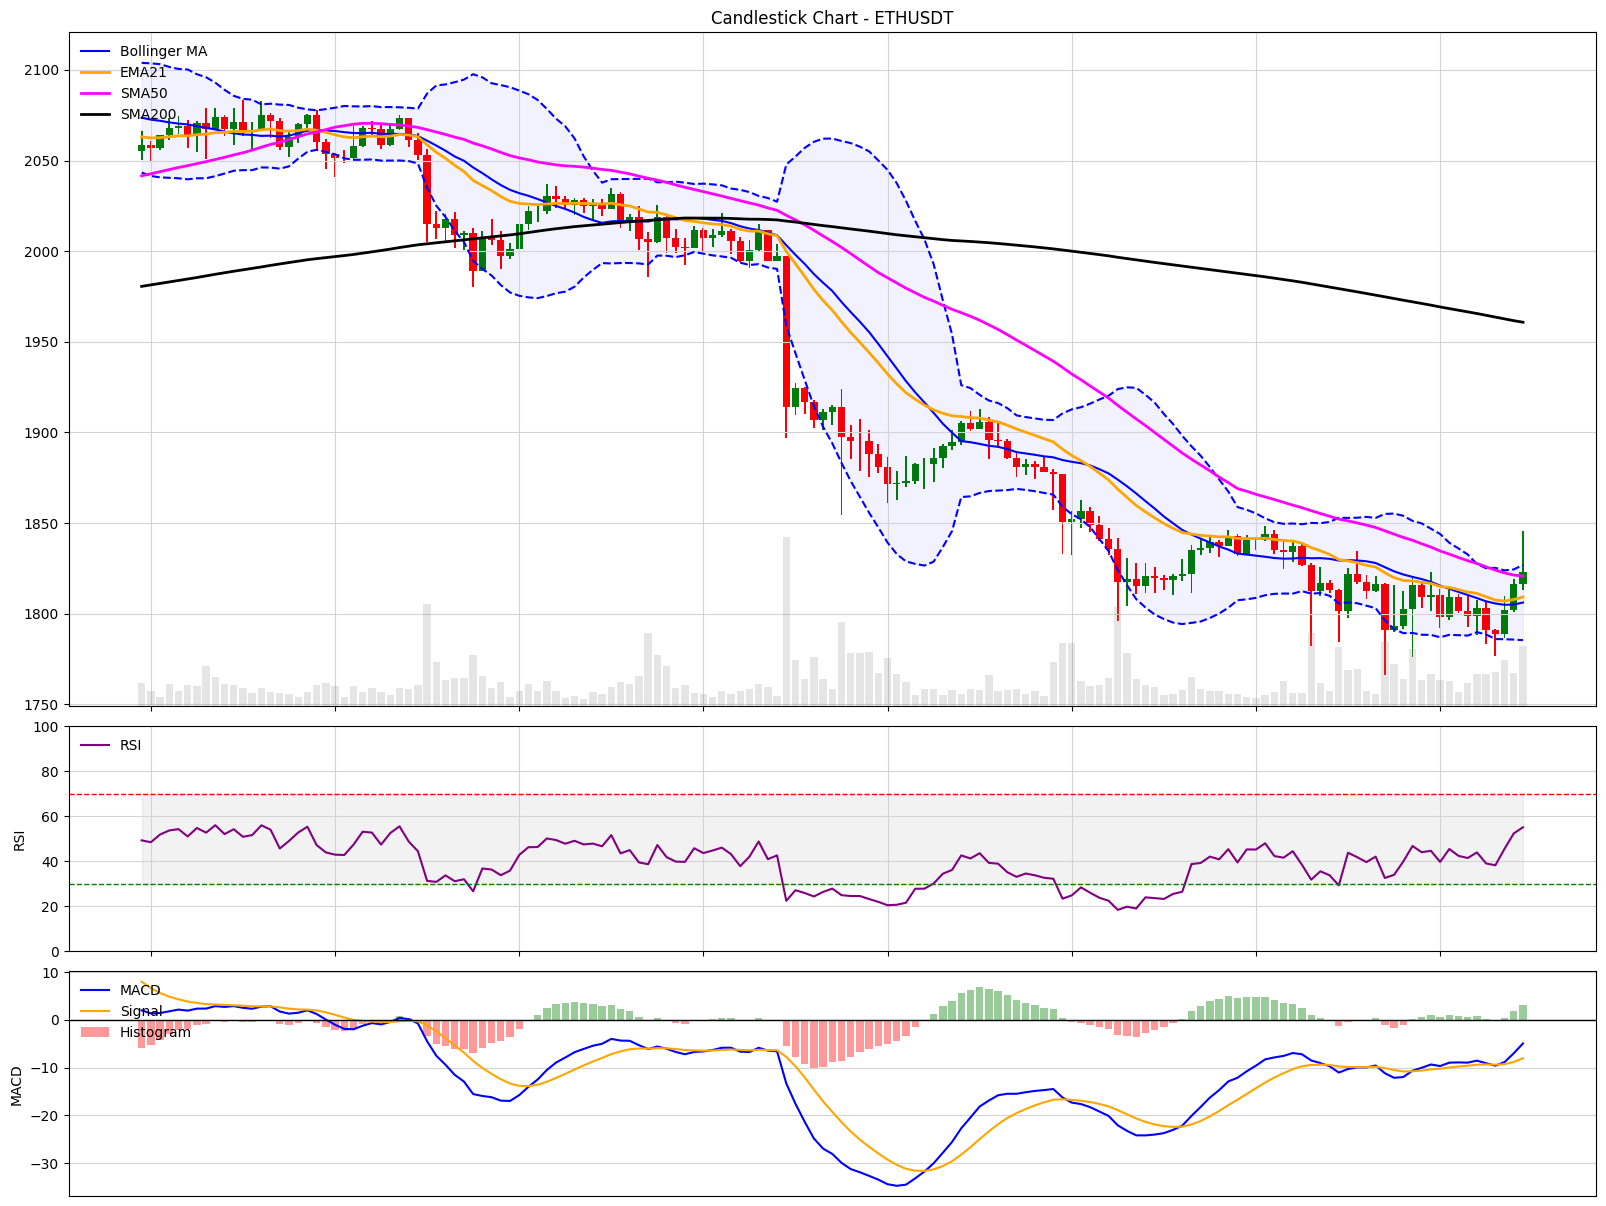 Candlestick Chart - ETHUSDT
Bollinger MA
EMA21
SMA50
SMA200
2100
2050
2000
1950
1900
1850
1800
1750
RSI
100
80
60
40
20
0
RSI
MACD
Signal
Histogram
10
0
−10
−20
−30
MACD